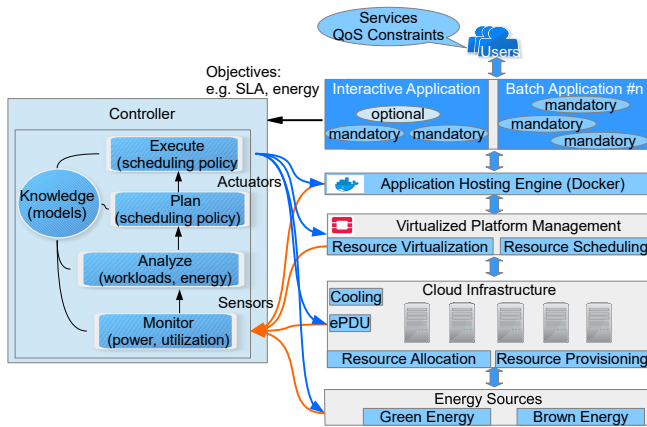 Services
QoS Constraints
Users
Objectives:
e.g. SLA, energy
Interactive Application
optional
mandatory
mandatory
Batch Application #n
mandatory
mandatory
mandatory
Controller
Execute
(scheduling policy
Actuators
Knowledge
(models)
Plan
(scheduling policy)
Analyze
(workloads, energy)
Sensors
Monitor
(power, utilization)
Application Hosting Engine (Docker)
Virtualized Platform Management
Resource Virtualization
Resource Scheduling
Cloud Infrastructure
Cooling
ePDU
Resource Allocation
Resource Provisioning
Energy Sources
Green Energy
Brown Energy